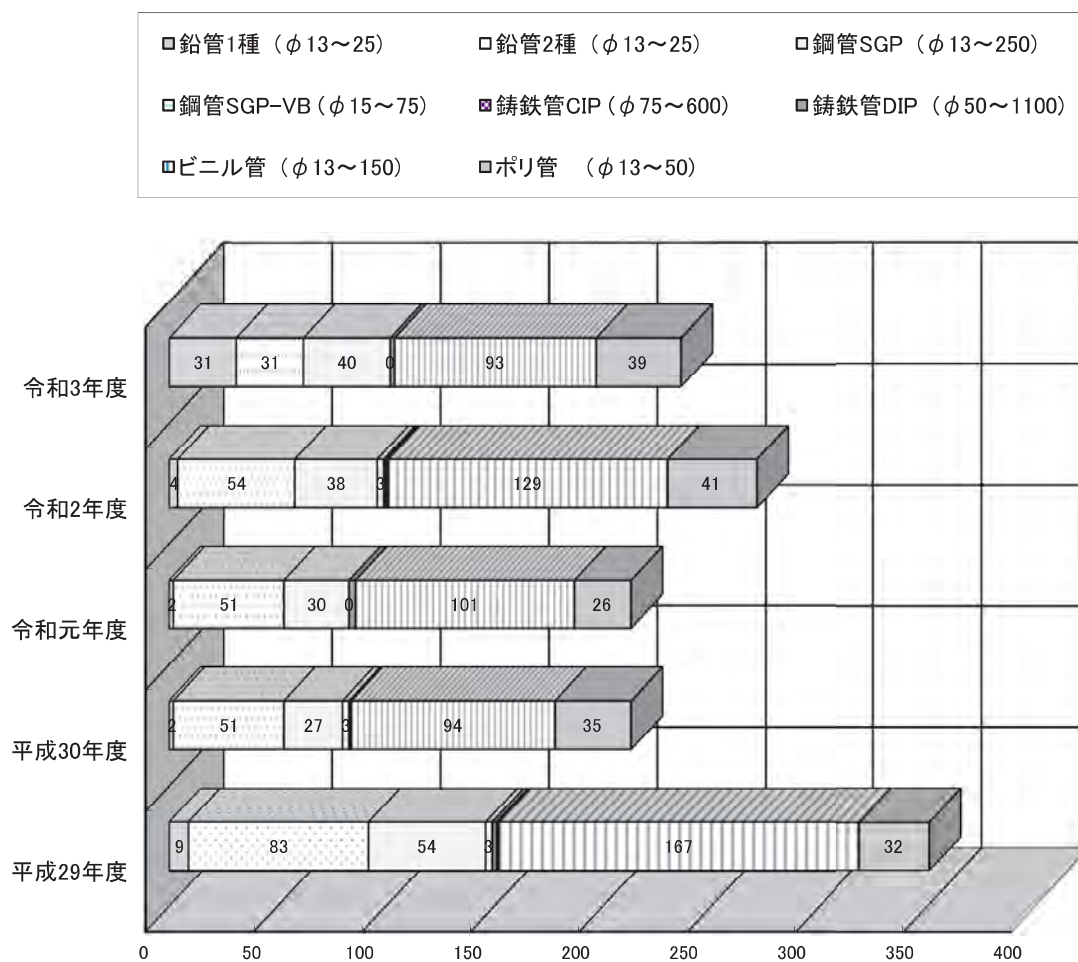 鉛管1種（φ13～25） 鉛管2種（φ13～25） 鋼管SGP（φ13～250）
鋼管SGP-VB（φ15～75） 鋳鉄管CIP（φ75～600） 鋳鉄管DIP（φ50～1100）
ビニル管（φ13～150） ポリ管　（φ13～50）
令和3年度 31 31 40 0 93 39
令和2年度 4 54 38 3 129 41
令和元年度 2 51 30 0 101 26
平成30年度 2 51 27 3 94 35
平成29年度 9 83 54 3 167 32
0 50 100 150 200 250 300 350 400